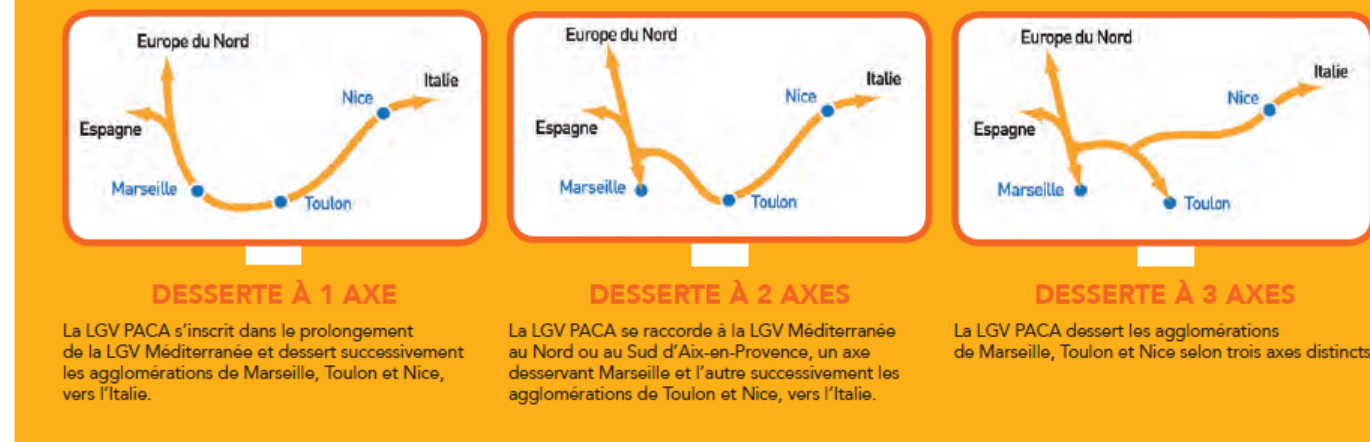 Europe du Nord
Italie
Nice
Espagne
Marseille
Toulon
DESSERTE À 1 AXE
La LGV PACA s’inscrit dans le prolongement
de la LGV Méditerranée et dessert successivement
les agglomérations de Marseille, Toulon et Nice,
vers l’Italie.
Europe du Nord
Italie
Nice
Espagne
Marseille
Toulon
DESSERTE À 2 AXES
La LGV PACA se raccorde à la LGV Méditerranée
au Nord ou au Sud d’Aix-en-Provence, un axe
desservant Marseille et l’autre successivement les
agglomérations de Toulon et Nice, vers l’Italie.
Europe du Nord
Italie
Nice
Espagne
Marseille
Toulon
DESSERTE À 3 AXES
La LGV PACA dessert les agglomérations
de Marseille, Toulon et Nice selon trois axes distincts